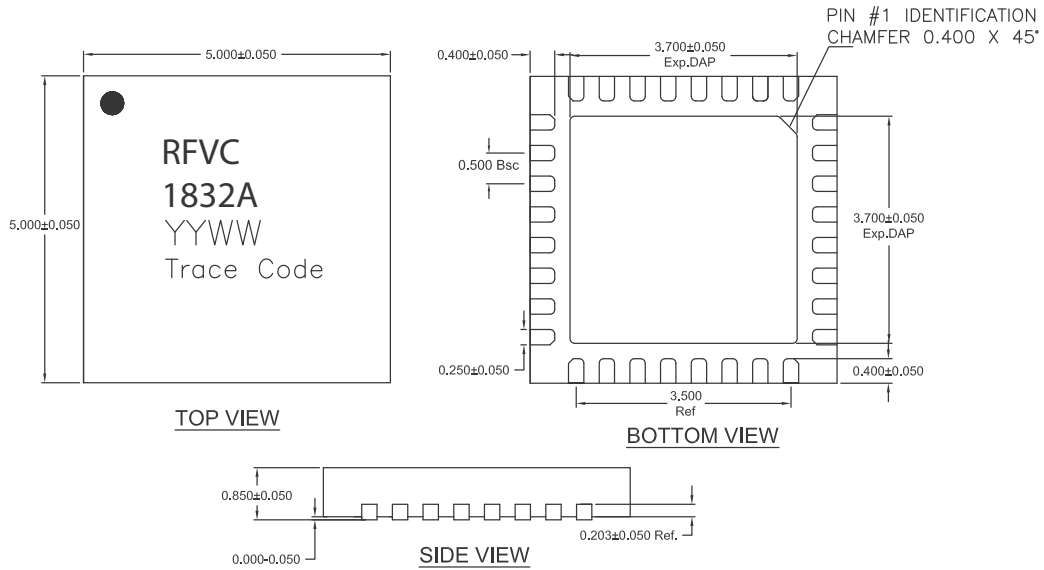 PIN #1 IDENTIFICATION
CHAMFER 0.400 X 45°
5.000±0.050
0.400±0.050
3.700±0.050
Exp.DAP
RFVC
1832A
YYWW
Trace Code
5.000±0.050
0.500 Bsc
3.700±0.050
Exp.DAP
0.250±0.050
0.400±0.050
3.500
Ref
TOP VIEW
BOTTOM VIEW
0.850±0.050
0.203±0.050 Ref.
0.000-0.050
SIDE VIEW